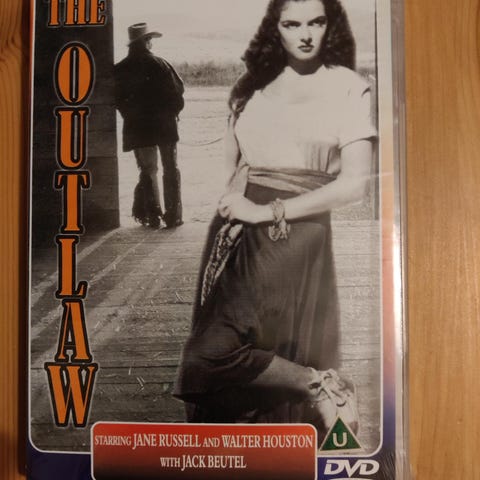 THE
OUTLAW
STARRING JANE RUSSELL AND WALTER HOUSTON
WITH JACK BEUTEL
U
DVD